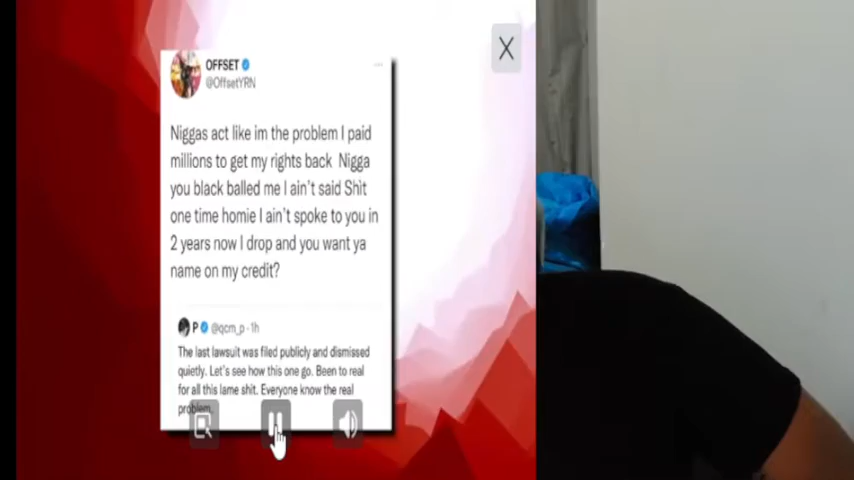 OFFSET
@OffsetYRN
Niggas act like im the problem I paid
millions to get my rights back Nigga
you black balled me I ain't said Shit
one time homie I ain't spoke to you in
2 years now I drop and you want ya
name on my credit?
P @qcm_p · 1h
The last lawsuit was filed publicly and dismissed
quietly. Let's see how this one go. Been to real
for all this lame shit. Everyone know the real
problem.
X